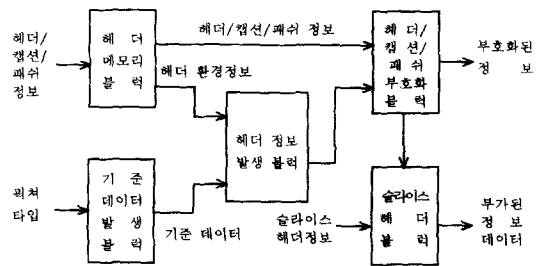 헤더/
캡션/
패쉬
정보
헤 더
메모리
블 럭
헤더/캡션/패쉬 정보
헤더 환경정보
헤 더/
캡 션/
패 쉬
부호화
블 럭
부호화된
정 보
헤더 정보
발생 블럭
픽쳐
타입
기 준
데이터
발 생
블 럭
기준 데이터
슬라이스
헤더정보
슬라이스
헤 더
블 럭
부가된
정 보
데이터